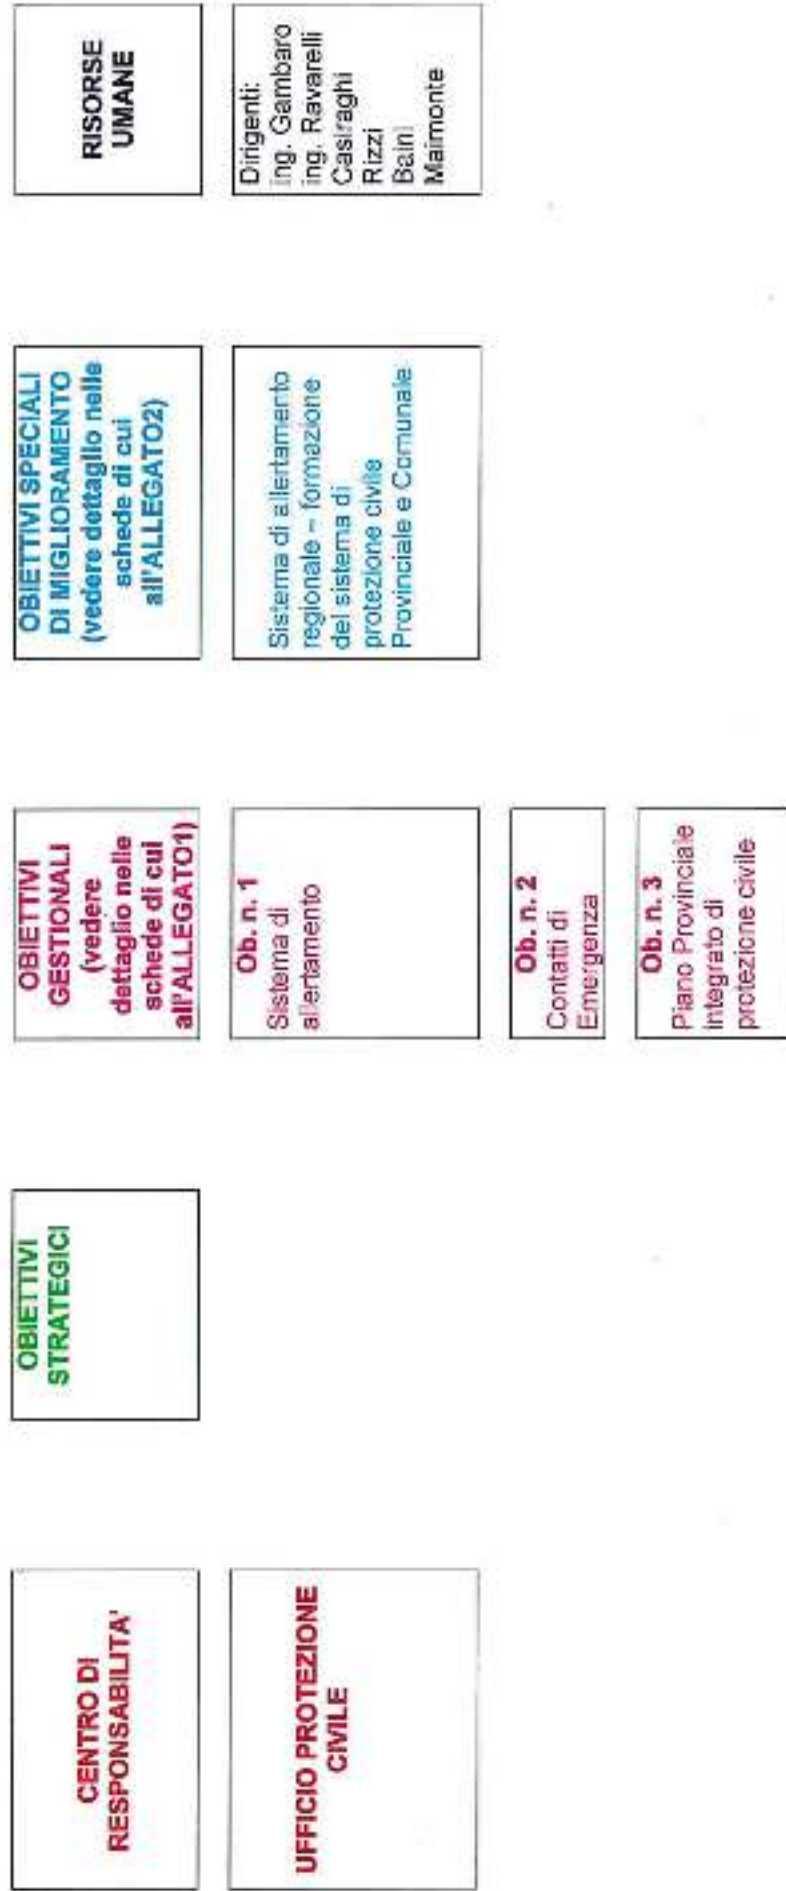 CENTRO DI
RESPONSABILITA'
OBIETTIVI
STRATEGICI
OBIETTIVI
GESTIONALI
(vedere
dettaglio nelle
schede di cui
all'ALLEGATO1)
OBIETTIVI SPECIALI
DI MIGLIORAMENTO
(vedere dettaglio nelle
schede di cui
all'ALLEGATO2)
RISORSE
UMANE
UFFICIO PROTEZIONE
CIVILE
Ob. n. 1
Sistema di
allertamento
Sistema di allertamento
regionale – formazione
del sistema di
protezione civile
Provinciale e Comunale
Dirigenti:
ing. Gambaro
ing. Ravarelli
Casiraghi
Rizzi
Baini
Maimonte
Ob. n. 2
Contatti di
Emergenza
Ob. n. 3
Piano Provinciale
integrato di
protezione civile